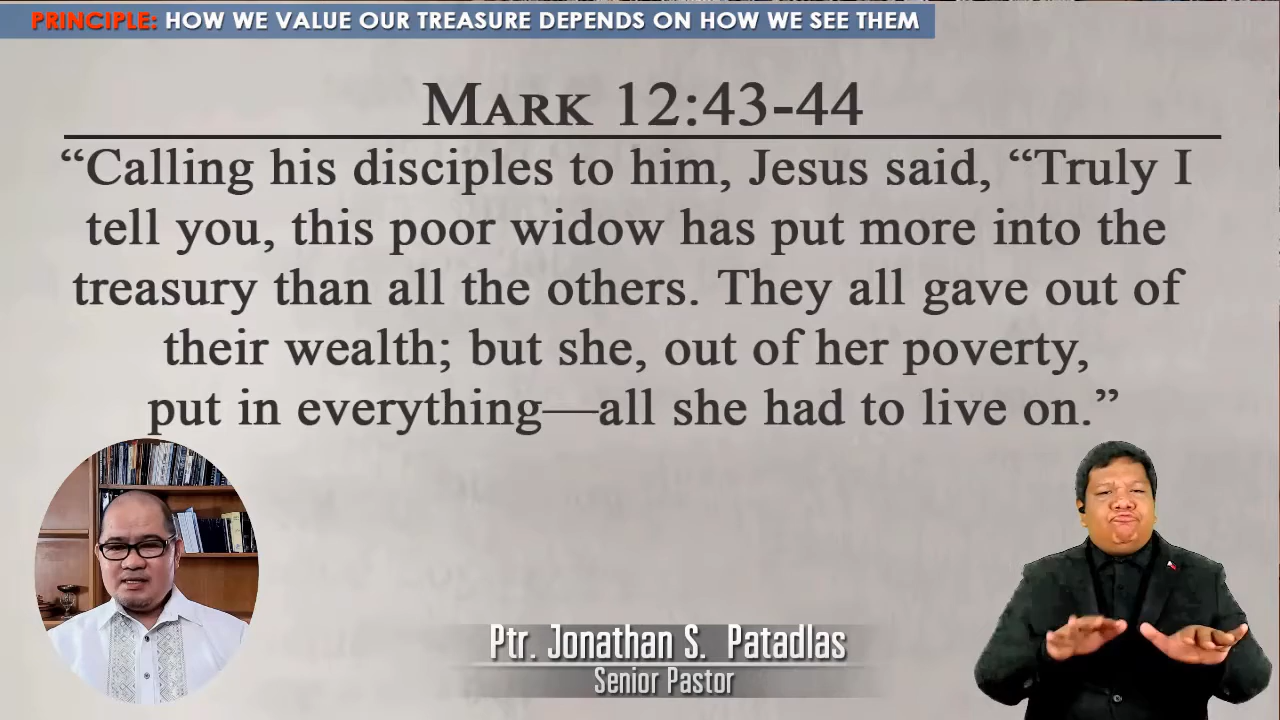 PRINCIPLE: HOW WE VALUE OUR TREASURE DEPENDS ON HOW WE SEE THEM
MARK 12:43-44
“Calling his disciples to him, Jesus said, “Truly I
tell you, this poor widow has put more into the
treasury than all the others. They all gave out of
their wealth; but she, out of her poverty,
put in everything—all she had to live on.”
Ptr. Jonathan S. Patadlas
Senior Pastor